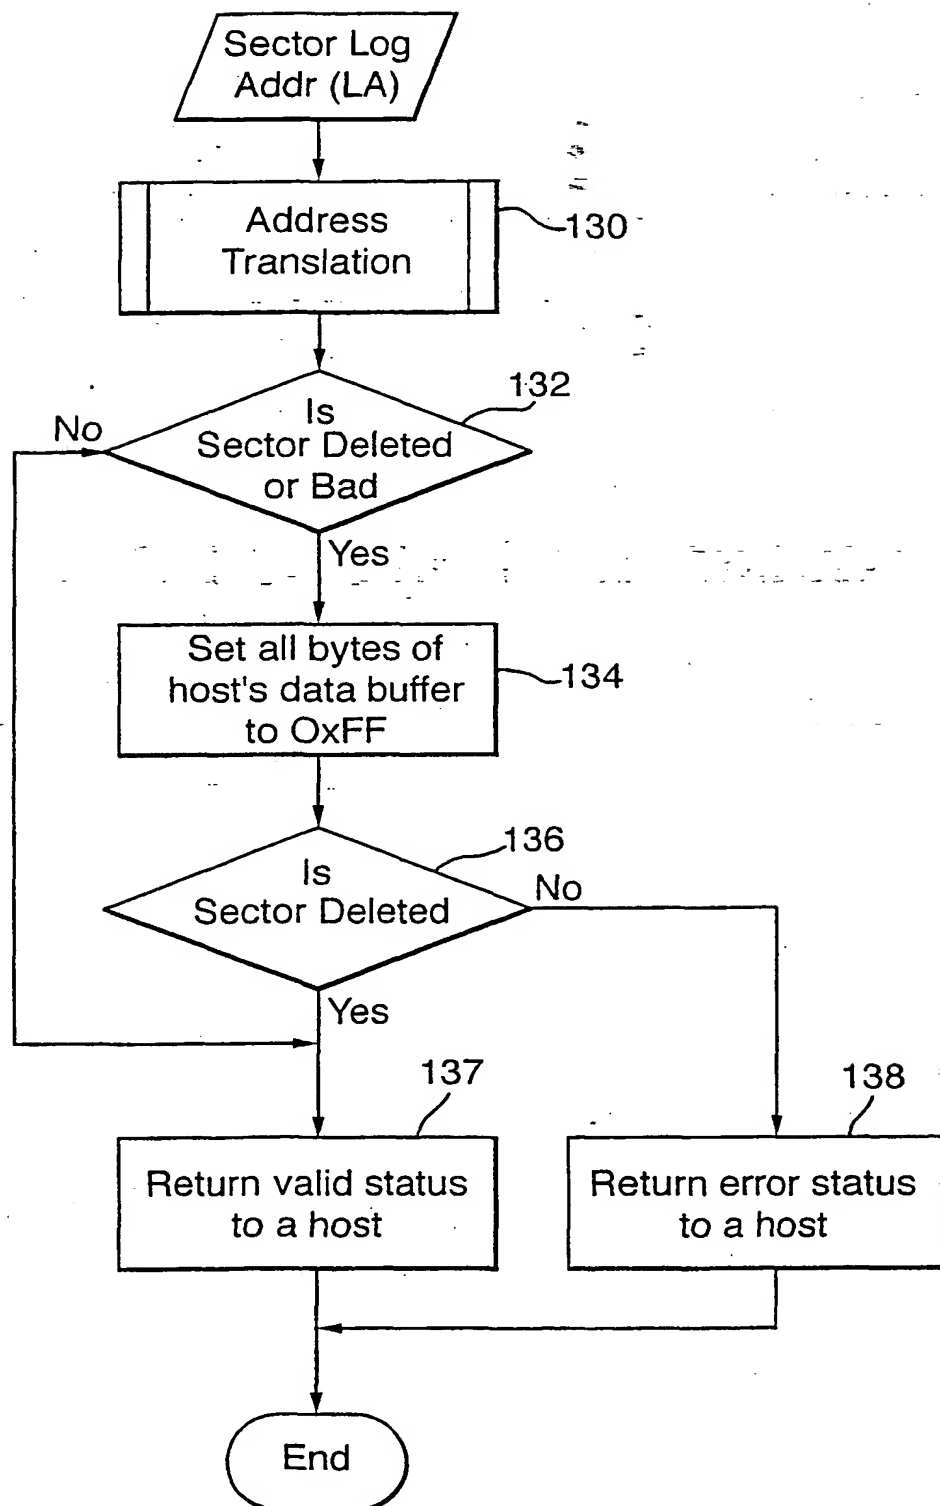 Sector Log
Addr (LA)
Address
Translation
130
132
Is
Sector Deleted
or Bad
No
Yes
Set all bytes of
host's data buffer
to OxFF
134
136
Is
Sector Deleted
No
Yes
137
138
Return valid status
to a host
Return error status
to a host
End